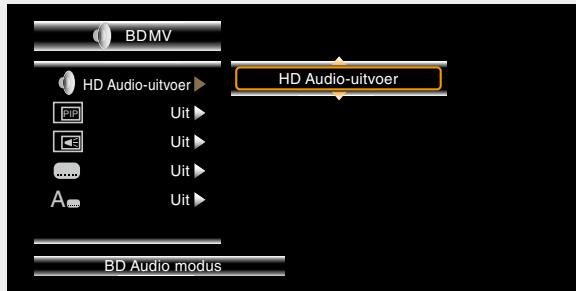 BDMV
HD Audio-uitvoer
HD Audio-uitvoer
PIP
Uit
Uit
Uit
A
Uit
BD Audio modus